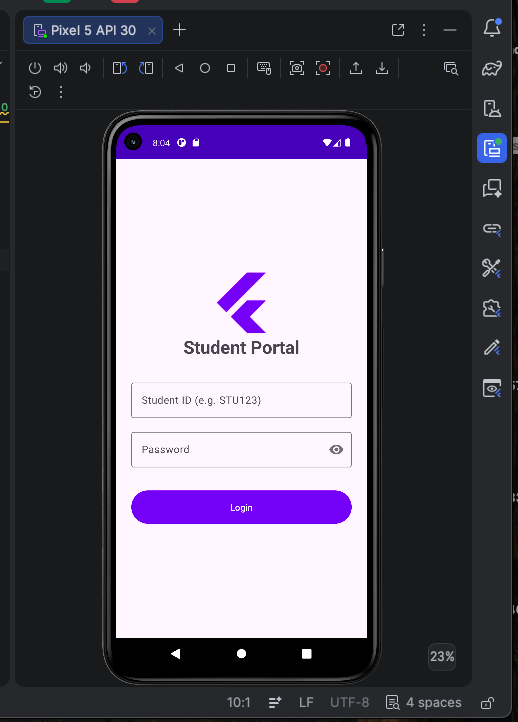 Pixel 5 API 30
8:04
Student Portal
Student ID (e.g. STU123)
Password
Login
23%
10:1 LF UTF-8 4 spaces